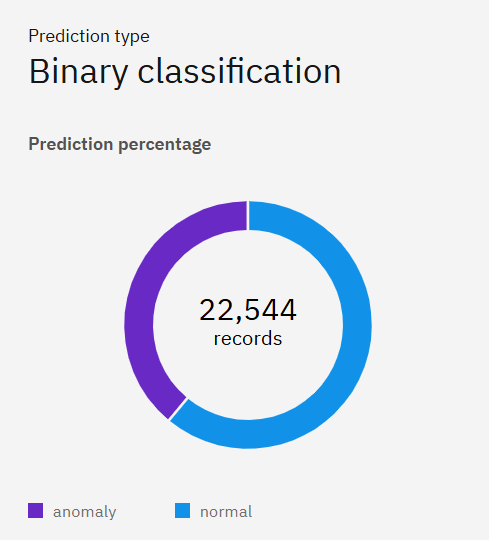 Prediction type
Binary classification
Prediction percentage
22,544
records
anomaly
normal